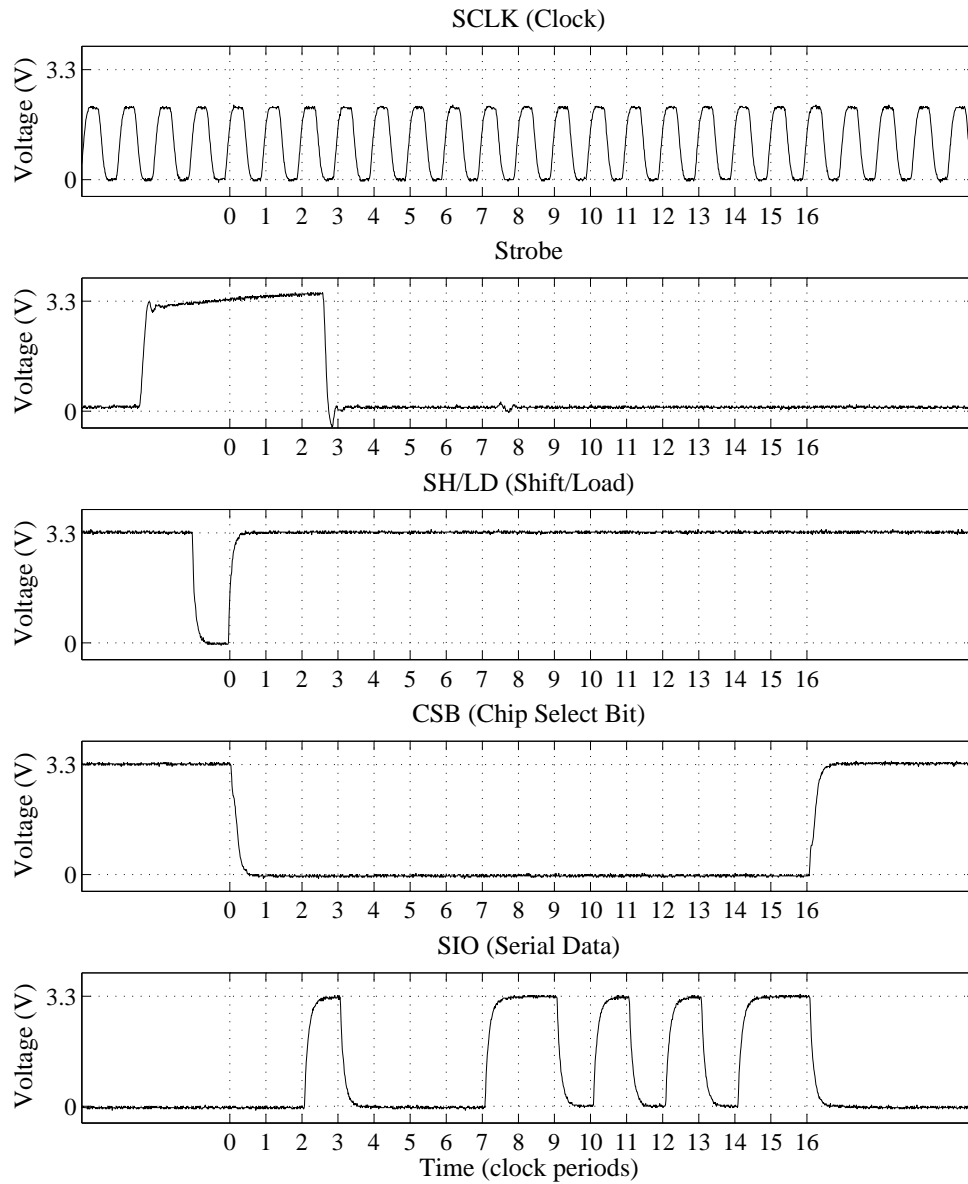 SCLK (Clock)
Voltage (V)
3.3
0
0 1 2 3 4 5 6 7 8 9 10 11 12 13 14 15 16
Strobe
Voltage (V)
3.3
0
0 1 2 3 4 5 6 7 8 9 10 11 12 13 14 15 16
SH/LD (Shift/Load)
Voltage (V)
3.3
0
0 1 2 3 4 5 6 7 8 9 10 11 12 13 14 15 16
CSB (Chip Select Bit)
Voltage (V)
3.3
0
0 1 2 3 4 5 6 7 8 9 10 11 12 13 14 15 16
SIO (Serial Data)
Voltage (V)
3.3
0
0 1 2 3 4 5 6 7 8 9 10 11 12 13 14 15 16
Time (clock periods)